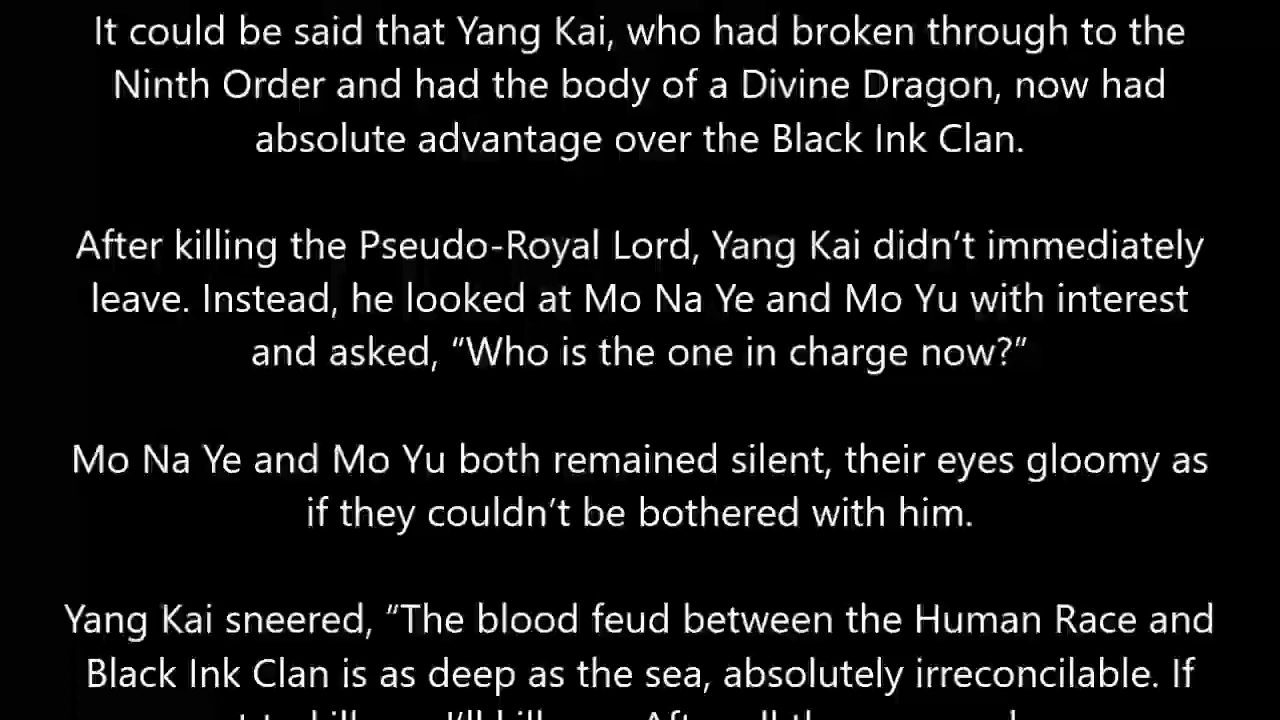 It could be said that Yang Kai, who had broken through to the
Ninth Order and had the body of a Divine Dragon, now had
absolute advantage over the Black Ink Clan.
After killing the Pseudo-Royal Lord, Yang Kai didn’t immediately
leave. Instead, he looked at Mo Na Ye and Mo Yu with interest
and asked, “Who is the one in charge now?”
Mo Na Ye and Mo Yu both remained silent, their eyes gloomy as
if they couldn’t be bothered with him.
Yang Kai sneered, “The blood feud between the Human Race and
Black Ink Clan is as deep as the sea, absolutely irreconcilable. If